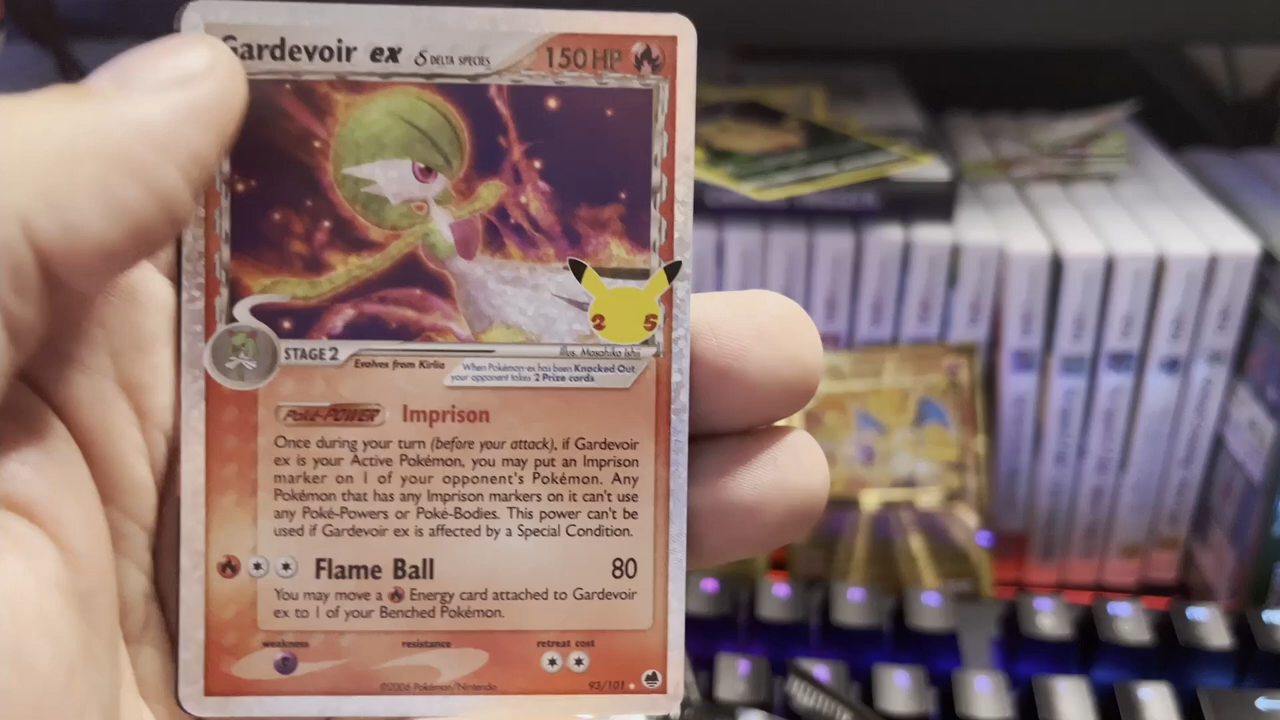 Gardevoir ex δ DELTA SPECIES 150 HP
25
STAGE 2
Evolves from Kirlia
Illus. Masahiko Ishii
When Pokémon-ex has been Knocked Out,
your opponent takes 2 Prize cards.
Poké-POWER Imprison
Once during your turn (before your attack), if Gardevoir
ex is your Active Pokémon, you may put an Imprison
marker on 1 of your opponent's Pokémon. Any
Pokémon that has any Imprison markers on it can't use
any Poké-Powers or Poké-Bodies. This power can't be
used if Gardevoir ex is affected by a Special Condition.
Flame Ball 80
You may move a Energy card attached to Gardevoir
ex to 1 of your Benched Pokémon.
weakness resistance retreat cost
©2006 Pokémon/Nintendo 93/101